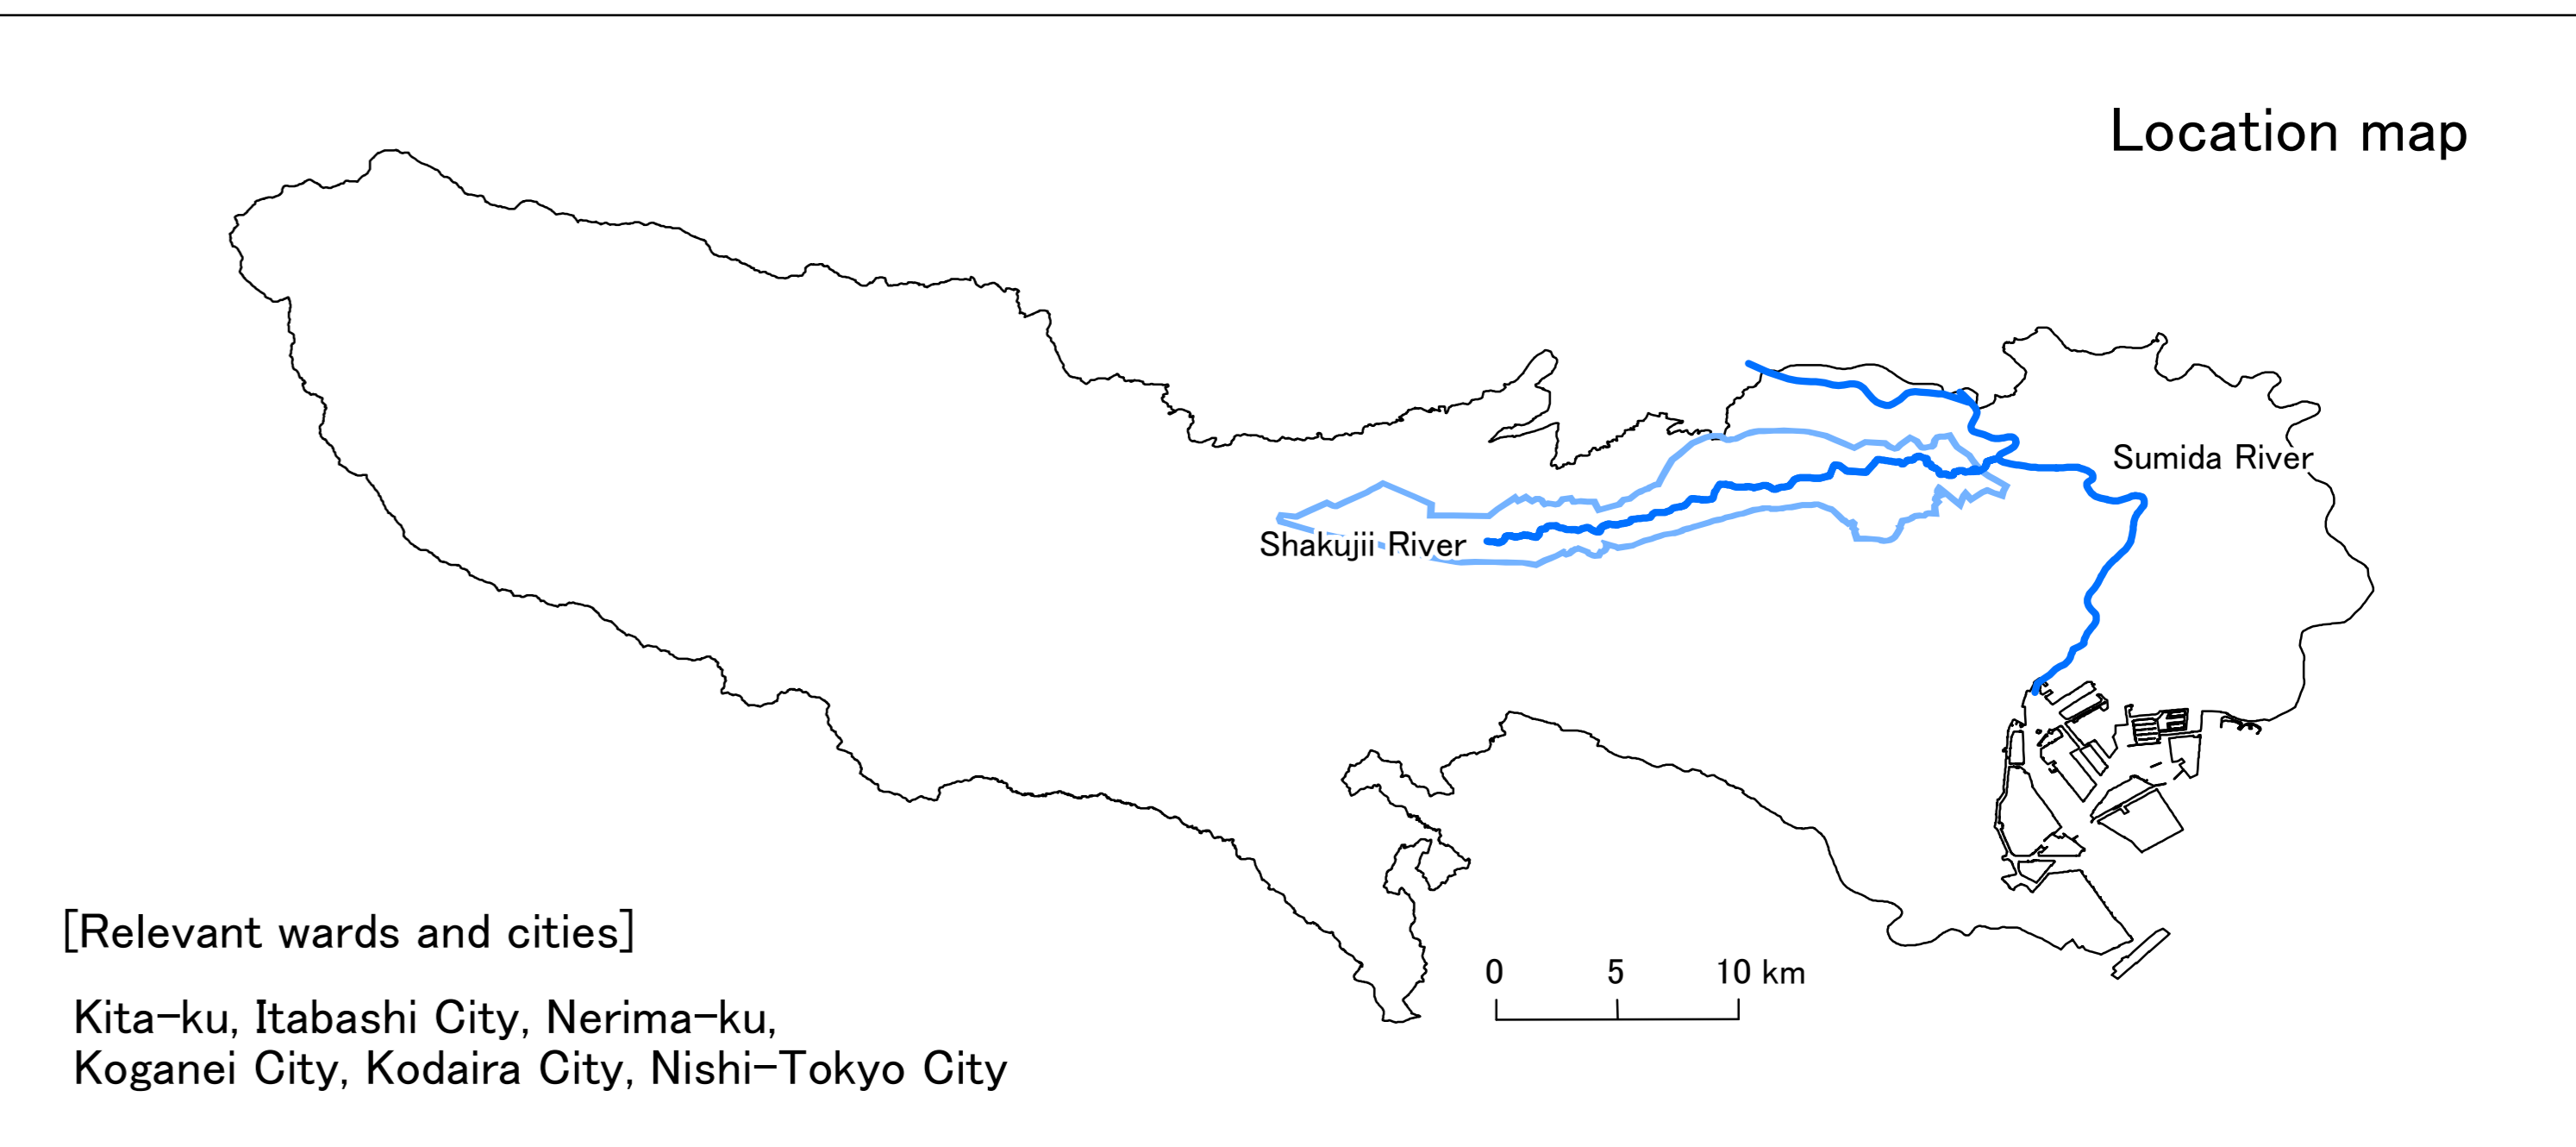 Location map
Sumida River
Shakujii River
0 5 10 km
[Relevant wards and cities]
Kita-ku, Itabashi City, Nerima-ku,
Koganei City, Kodaira City, Nishi-Tokyo City